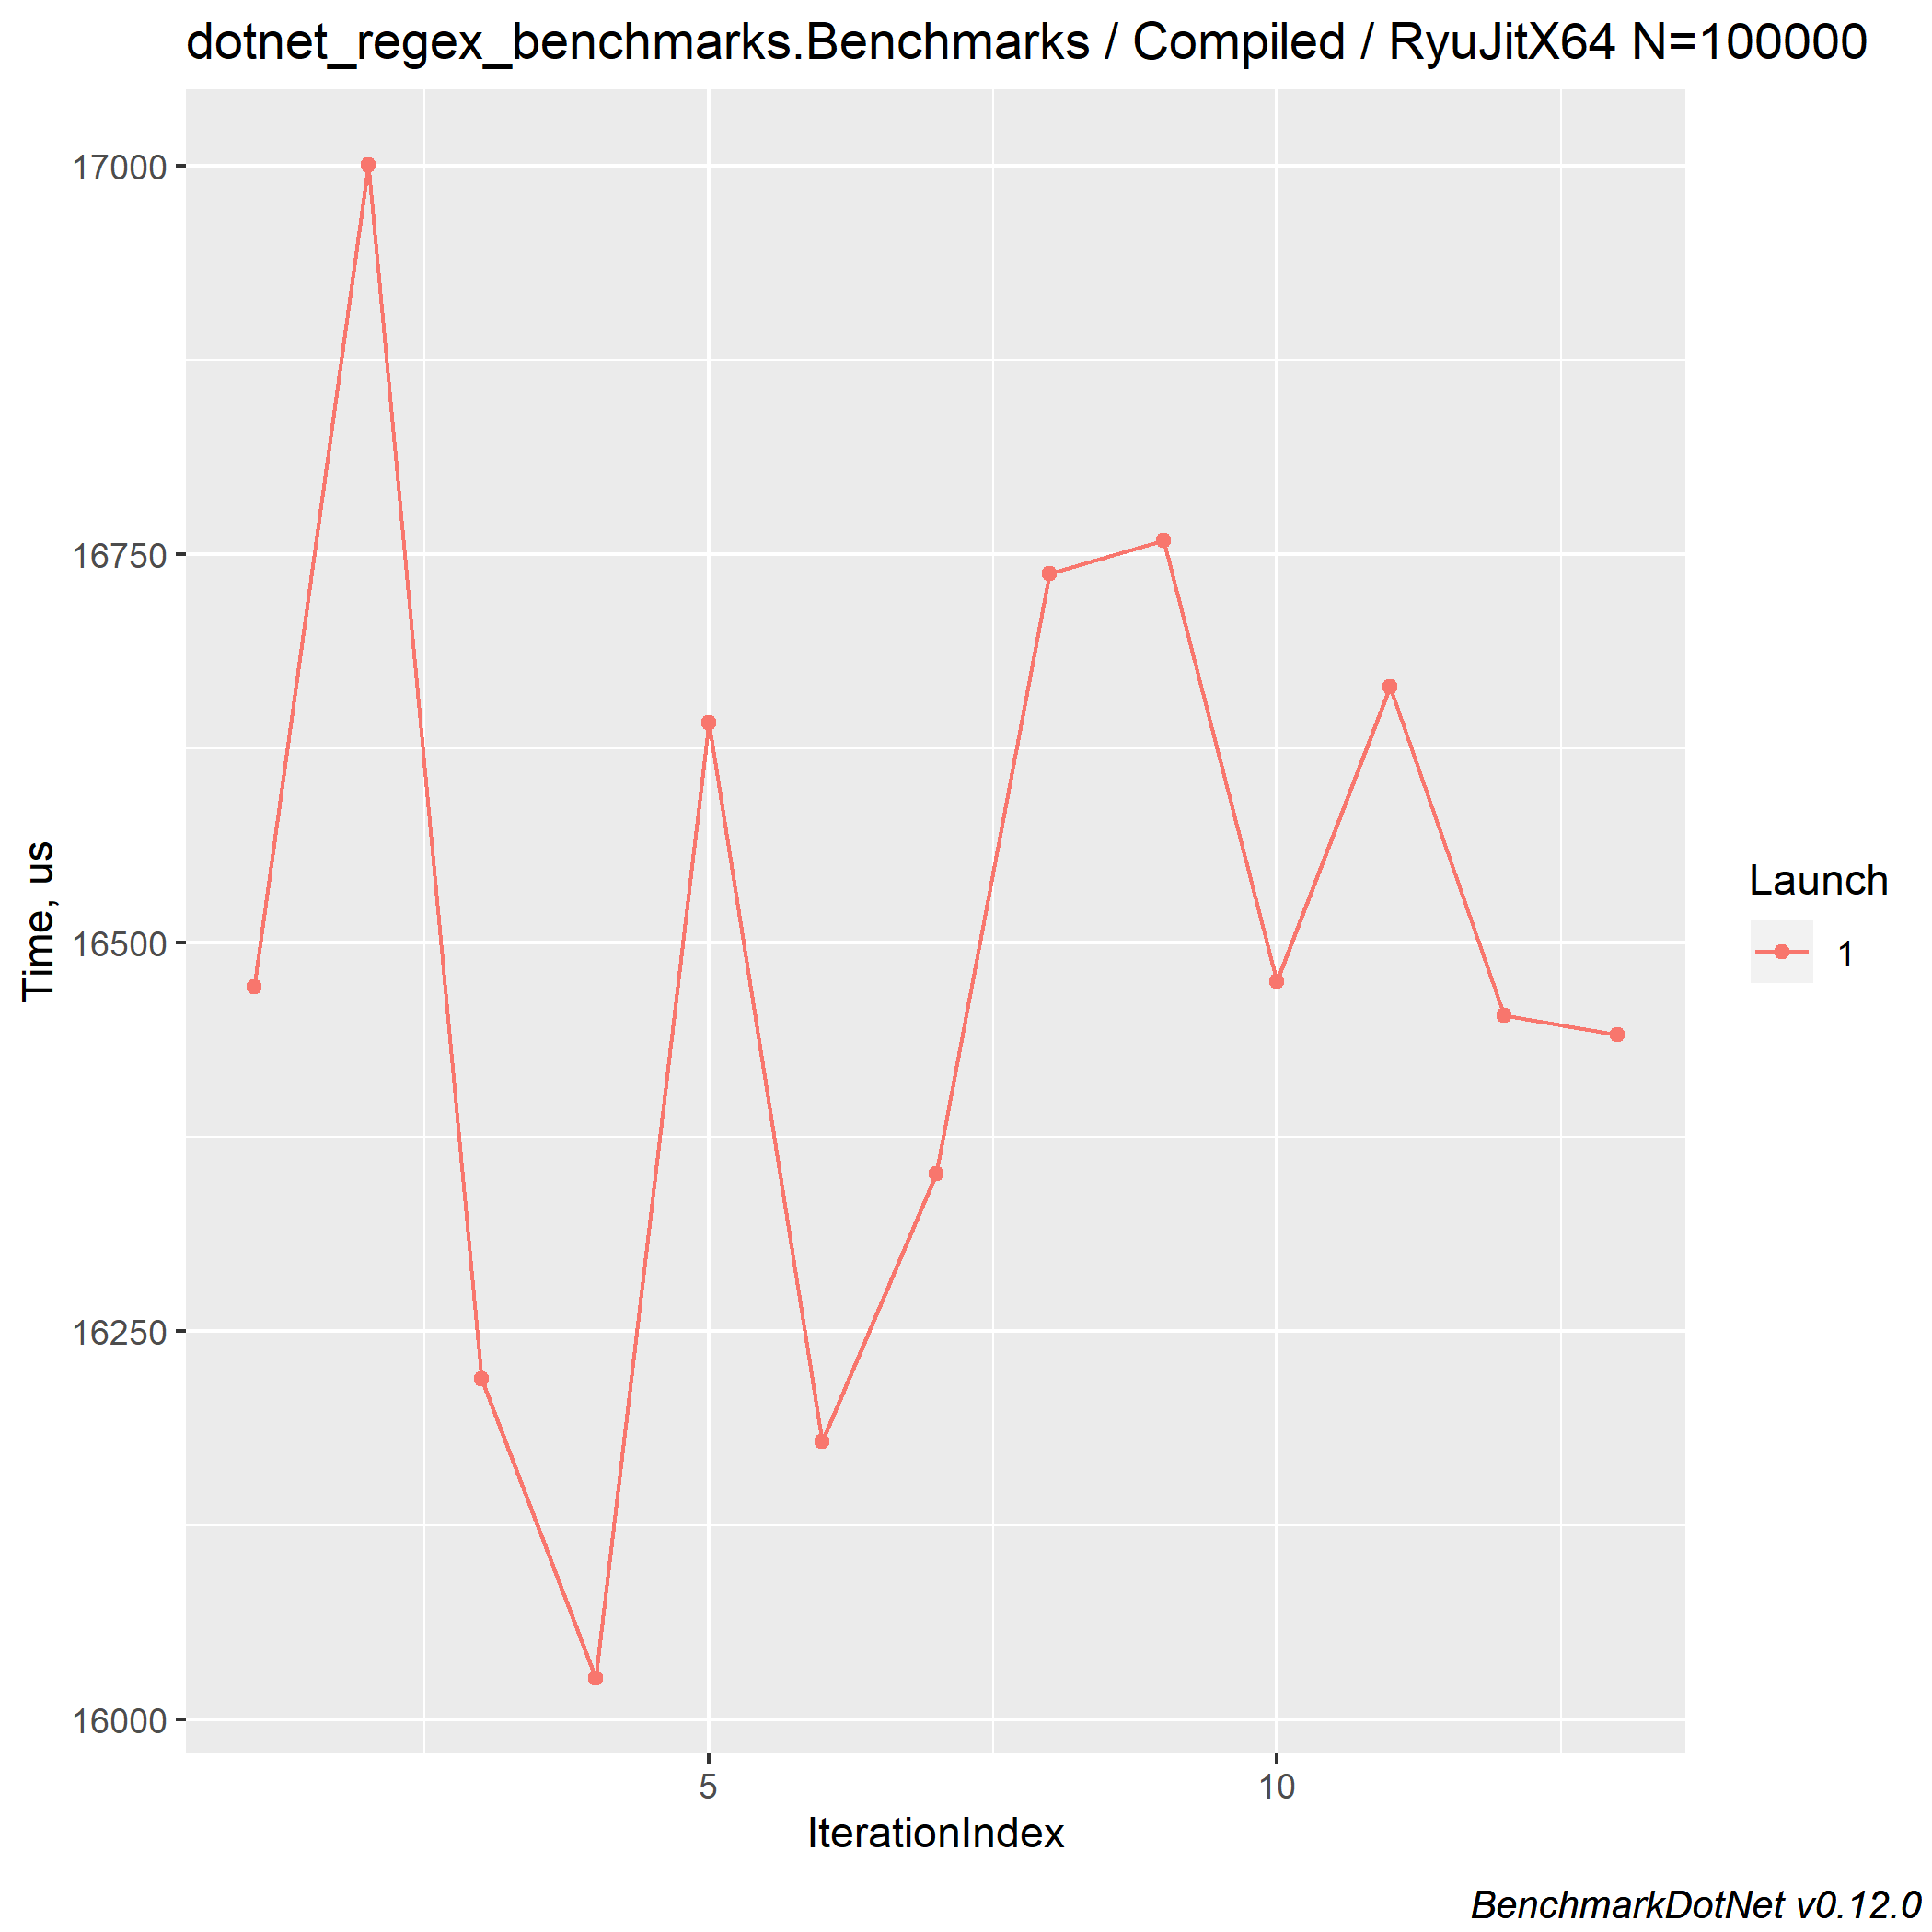 dotnet_regex_benchmarks.Benchmarks / Compiled / RyuJitX64 N=100000
17000
16750
16500
16250
16000
Time, us
5
10
IterationIndex
Launch
1
BenchmarkDotNet v0.12.0